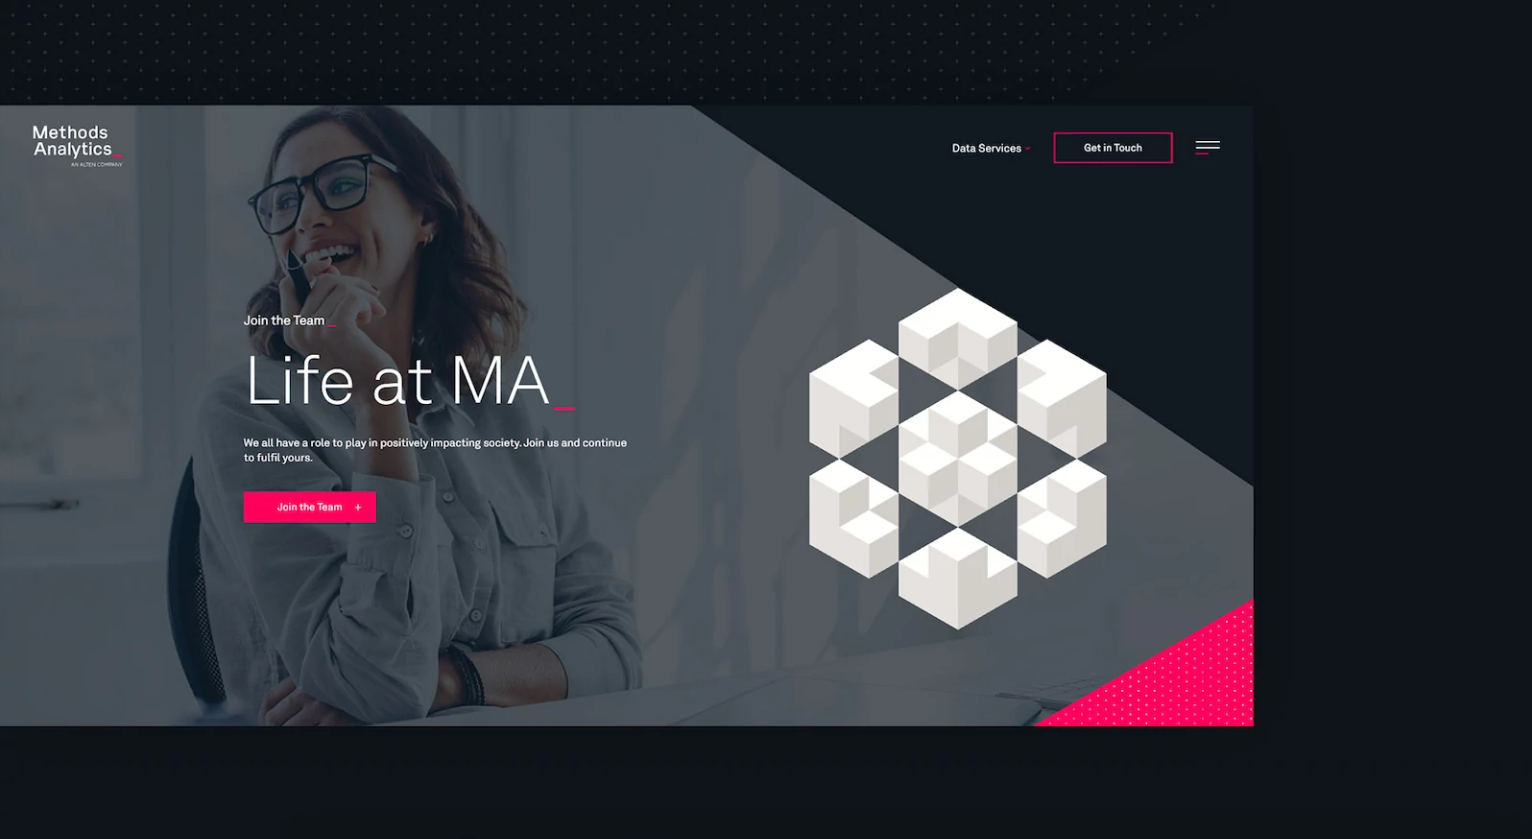 Methods
Analytics_
AN ALTEN COMPANY
Data Services
Get in Touch
Join the Team_
Life at MA_
We all have a role to play in positively impacting society. Join us and continue
to fulfil yours.
Join the Team +